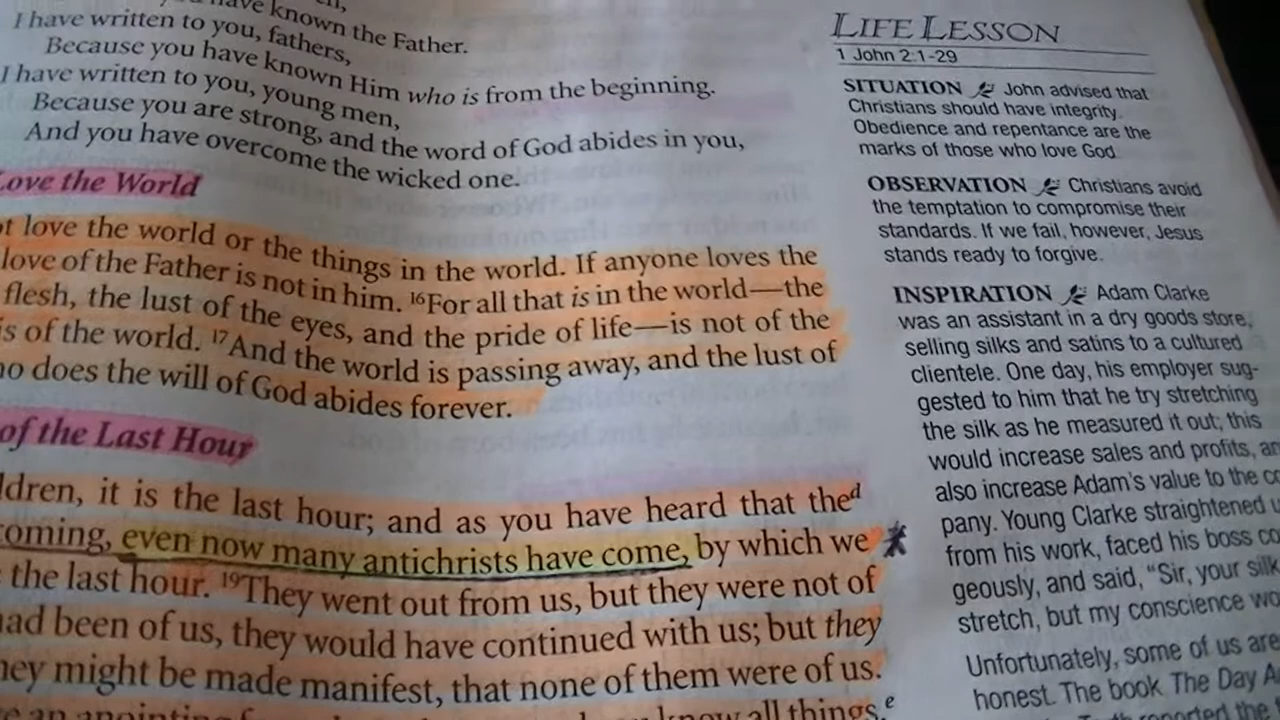 have known the Father.
I have written to you, fathers,
Because you have known Him who is from the beginning.
I have written to you, young men,
Because you are strong, and the word of God abides in you,
And you have overcome the wicked one.
Love the World
love the world or the things in the world. If anyone loves the
love of the Father is not in him. 16For all that is in the world—the
flesh, the lust of the eyes, and the pride of life—is not of the
is of the world. 17And the world is passing away, and the lust of
does the will of God abides forever.
of the Last Hour
it is the last hour; and as you have heard that the d
coming, even now many antichrists have come, by which we
the last hour. 19They went out from us, but they were not of
had been of us, they would have continued with us; but they
they might be made manifest, that none of them were of us.
an anointing know all things. e
LIFE LESSON
1 John 2:1-29
SITUATION John advised that
Christians should have integrity.
Obedience and repentance are the
marks of those who love God.
OBSERVATION Christians avoid
the temptation to compromise their
standards. If we fail, however, Jesus
stands ready to forgive.
INSPIRATION Adam Clarke
was an assistant in a dry goods store,
selling silks and satins to a cultured
clientele. One day, his employer sug-
gested to him that he try stretching
the silk as he measured it out; this
would increase sales and profits, an
also increase Adam's value to the co
pany. Young Clarke straightened u
from his work, faced his boss co
geously, and said, "Sir, your silk
stretch, but my conscience wo
Unfortunately, some of us are
honest. The book The Day A
reported the